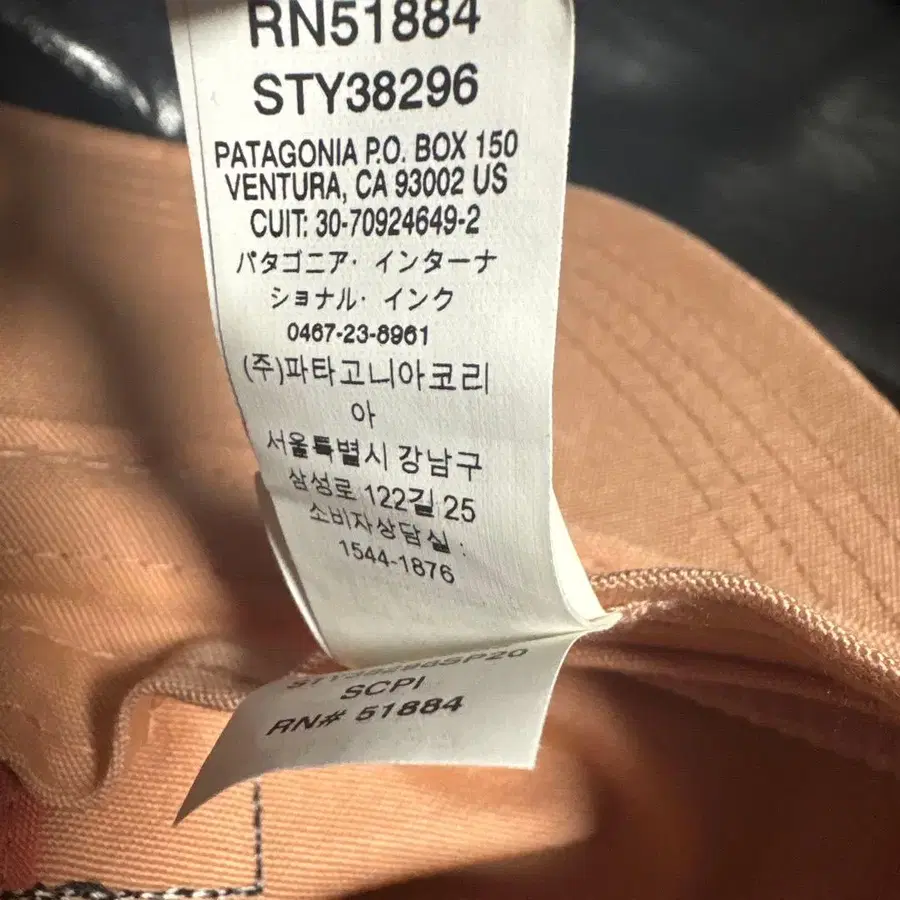 RN51884
STY38296
PATAGONIA P.O. BOX 150
VENTURA, CA 93002 US
CUIT: 30-70924649-2
パタゴニア・インターナ
ショナル・インク
0467-23-8961
(주)파타고니아코리
아
서울특별시 강남구
삼성로 122길 25
소비자상담실 :
1544-1876
STY38296SP20
SCPI
RN# 51884